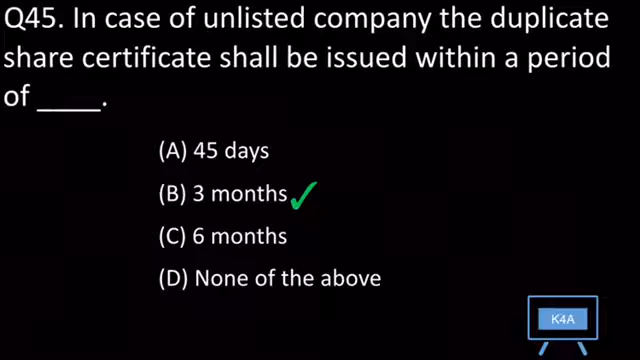 Q45. In case of unlisted company the duplicate
share certificate shall be issued within a period
of ____.
(A) 45 days
(B) 3 months
(C) 6 months
(D) None of the above
K4A